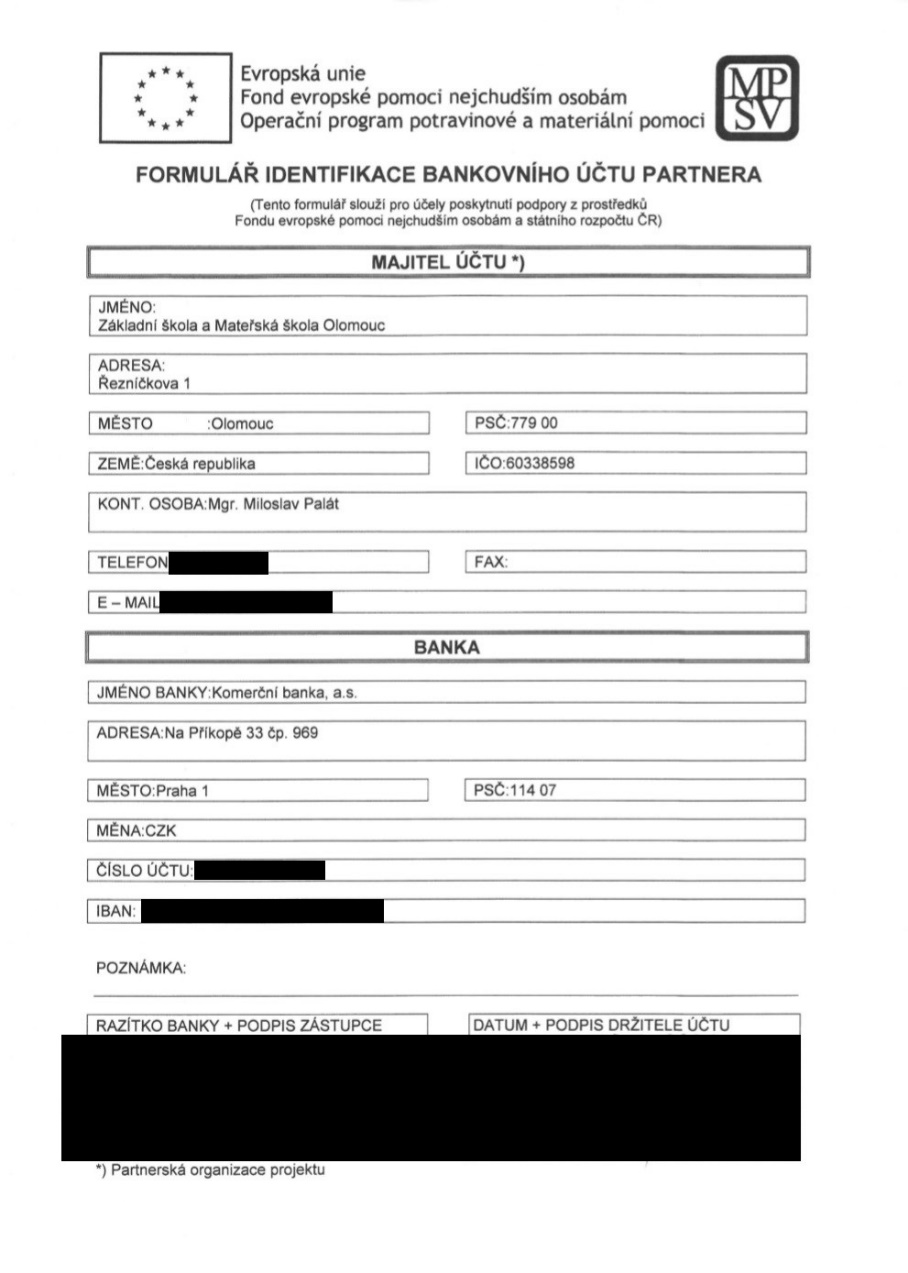 Evropská unie
Fond evropské pomoci nejchudším osobám
Operační program potravinové a materiální pomoci
MP
SV
FORMULÁŘ IDENTIFIKACE BANKOVNÍHO ÚČTU PARTNERA
(Tento formulář slouží pro účely poskytnutí podpory z prostředků
Fondu evropské pomoci nejchudším osobám a státního rozpočtu ČR)
MAJITEL ÚČTU *)
JMÉNO:
Základní škola a Mateřská škola Olomouc
ADRESA:
Řezníčkova 1
MĚSTO :Olomouc
PSČ:779 00
ZEMĚ:Česká republika
IČO:60338598
KONT. OSOBA:Mgr. Miloslav Palát
TELEFON
FAX:
E – MAIL
BANKA
JMÉNO BANKY:Komerční banka, a.s.
ADRESA:Na Příkopě 33 čp. 969
MĚSTO:Praha 1
PSČ:114 07
MĚNA:CZK
ČÍSLO ÚČTU:
IBAN:
POZNÁMKA:
RAZÍTKO BANKY + PODPIS ZÁSTUPCE
DATUM + PODPIS DRŽITELE ÚČTU
*) Partnerská organizace projektu